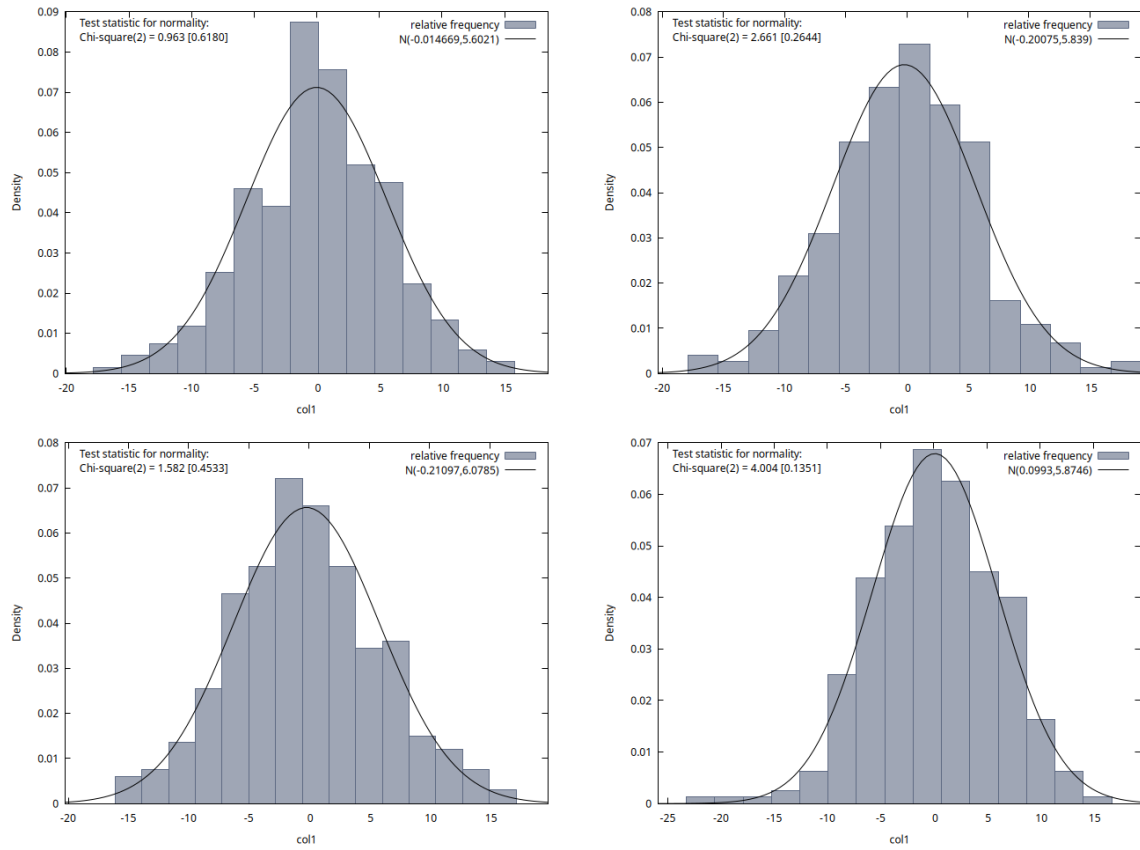 Test statistic for normality:
Chi-square(2) = 0.963 [0.6180]
relative frequency
N(-0.014669,5.6021)
0.09
0.08
0.07
0.06
0.05
0.04
0.03
0.02
0.01
0
Density
-20 -15 -10 -5 0 5 10 15
col1
Test statistic for normality:
Chi-square(2) = 2.661 [0.2644]
relative frequency
N(-0.20075,5.839)
0.08
0.07
0.06
0.05
0.04
0.03
0.02
0.01
0
Density
-20 -15 -10 -5 0 5 10 15
col1
Test statistic for normality:
Chi-square(2) = 1.582 [0.4533]
relative frequency
N(-0.21097,6.0785)
0.08
0.07
0.06
0.05
0.04
0.03
0.02
0.01
0
Density
-20 -15 -10 -5 0 5 10 15
col1
Test statistic for normality:
Chi-square(2) = 4.004 [0.1351]
relative frequency
N(0.0993,5.8746)
0.07
0.06
0.05
0.04
0.03
0.02
0.01
0
Density
-25 -20 -15 -10 -5 0 5 10 15
col1